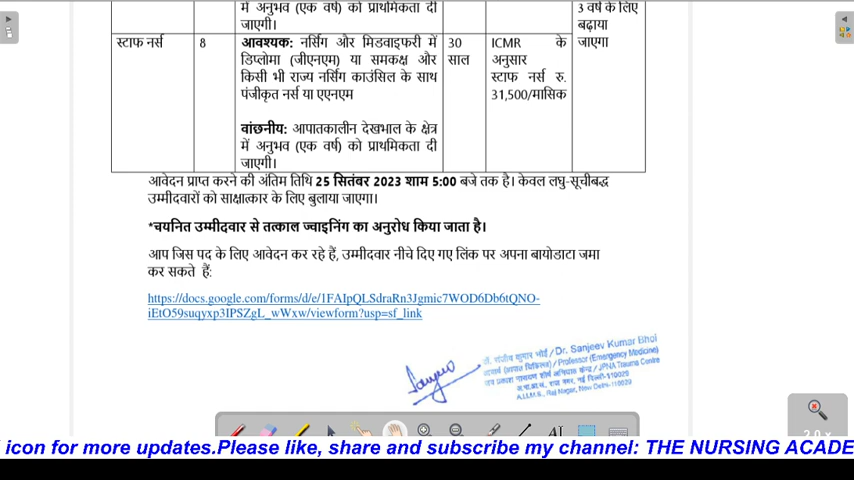 में अनुभव (एक वर्ष) को प्राथमिकता दी
जाएगी।
3 वर्ष के लिए
बढ़ाया
जाएगा
स्टाफ नर्स
8
आवश्यक: नर्सिंग और मिडवाइफरी में
डिप्लोमा (जीएनएम) या समकक्ष और
किसी भी राज्य नर्सिंग काउंसिल के साथ
पंजीकृत नर्स या एएनएम
वांछनीय: आपातकालीन देखभाल के क्षेत्र
में अनुभव (एक वर्ष) को प्राथमिकता दी
जाएगी।
30
साल
ICMR के
अनुसार
स्टाफ नर्स रु.
31,500/मासिक
आवेदन प्राप्त करने की अंतिम तिथि 25 सितंबर 2023 शाम 5:00 बजे तक है। केवल लघु-सूचीबद्ध
उम्मीदवारों को साक्षात्कार के लिए बुलाया जाएगा।
*चयनित उम्मीदवार से तत्काल ज्वाइनिंग का अनुरोध किया जाता है।
आप जिस पद के लिए आवेदन कर रहे हैं, उम्मीदवार नीचे दिए गए लिंक पर अपना बायोडाटा जमा
कर सकते हैं:
https://docs.google.com/forms/d/e/1FAIpQLSdraRn3Jgmic7WOD6Db6tQNO-
iEtO59suqyxp3IPSZgL_wWxw/viewform?usp=sf_link
डॉ. संजीव कुमार भोई/Dr. Sanjeev Kumar Bhoi
/Professor (Emergency Medicine)
/JPNA Trauma Centre
A.I.I.M.S., Raj Nagar, New Delhi-110029
icon for more updates.Please like, share and subscribe my channel: THE NURSING ACADE